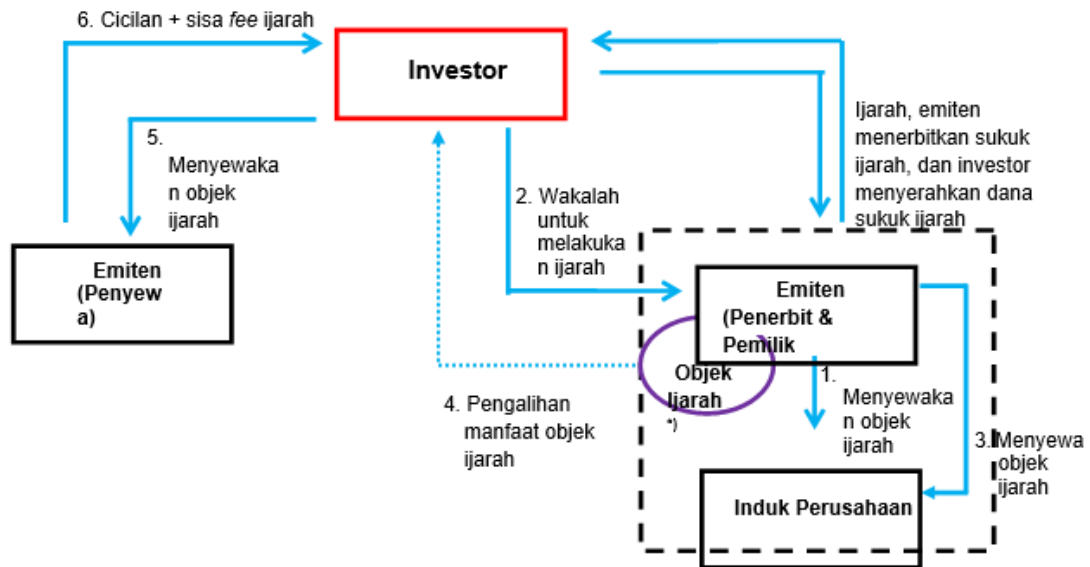 6. Cicilan + sisa fee ijarah
Investor
5.
Menyewaka
n objek
ijarah
2. Wakalah
untuk
melakuka
n ijarah
Ijarah, emiten
menerbitkan sukuk
ijarah, dan investor
menyerahkan dana
sukuk ijarah
Emiten
(Penyew
a)
Emiten
(Penerbit &
Pemilik
Objek
Ijarah
*)
1.
Menyewaka
n objek
ijarah
4. Pengalihan
manfaat objek
ijarah
3. Menyewa
objek
ijarah
Induk Perusahaan